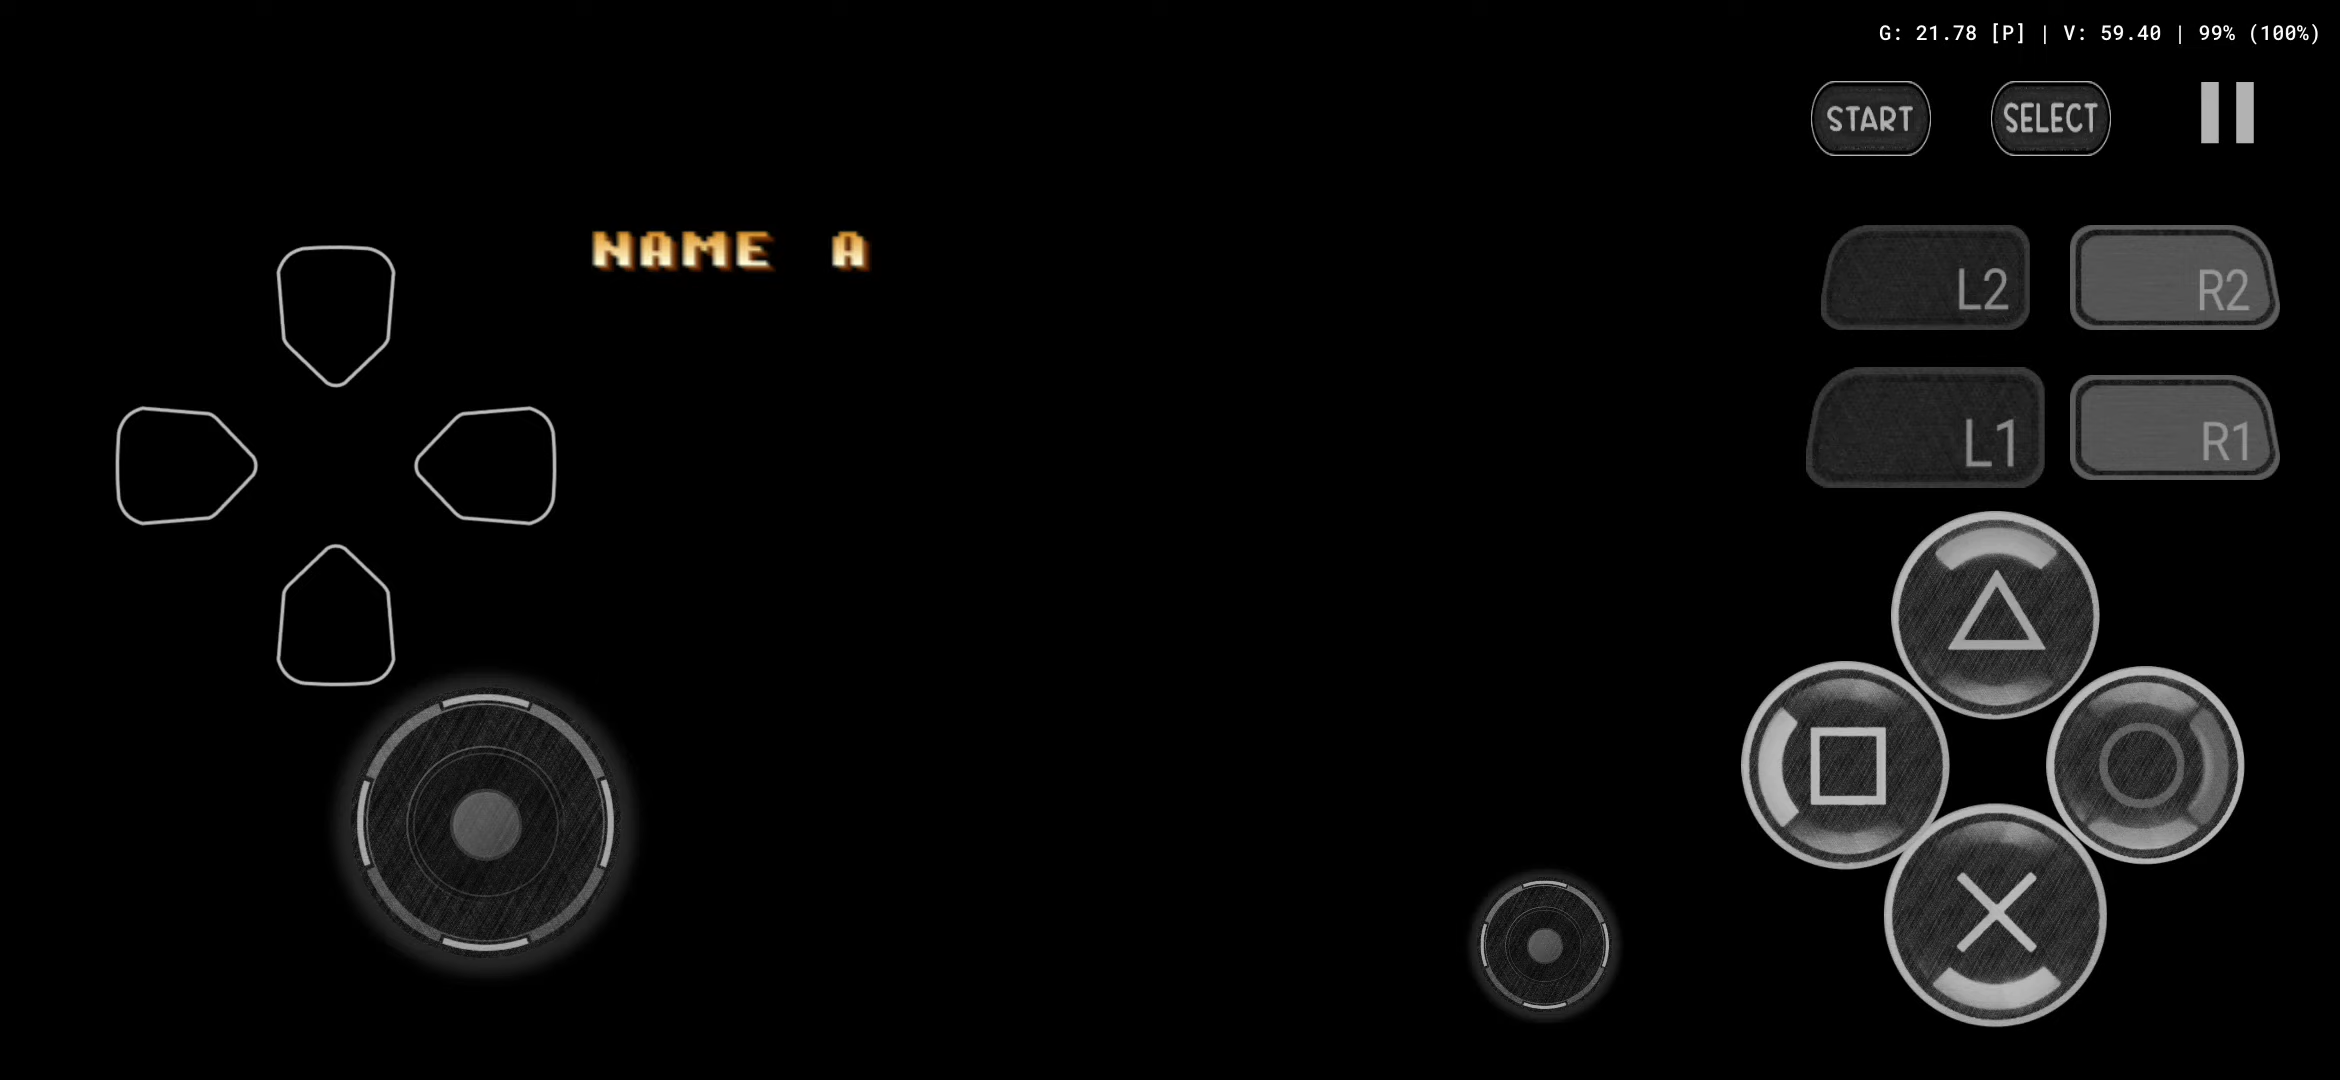 G: 21.78 [P] | V: 59.40 | 99% (100%)
START SELECT
NAME A
L2 R2
L1 R1